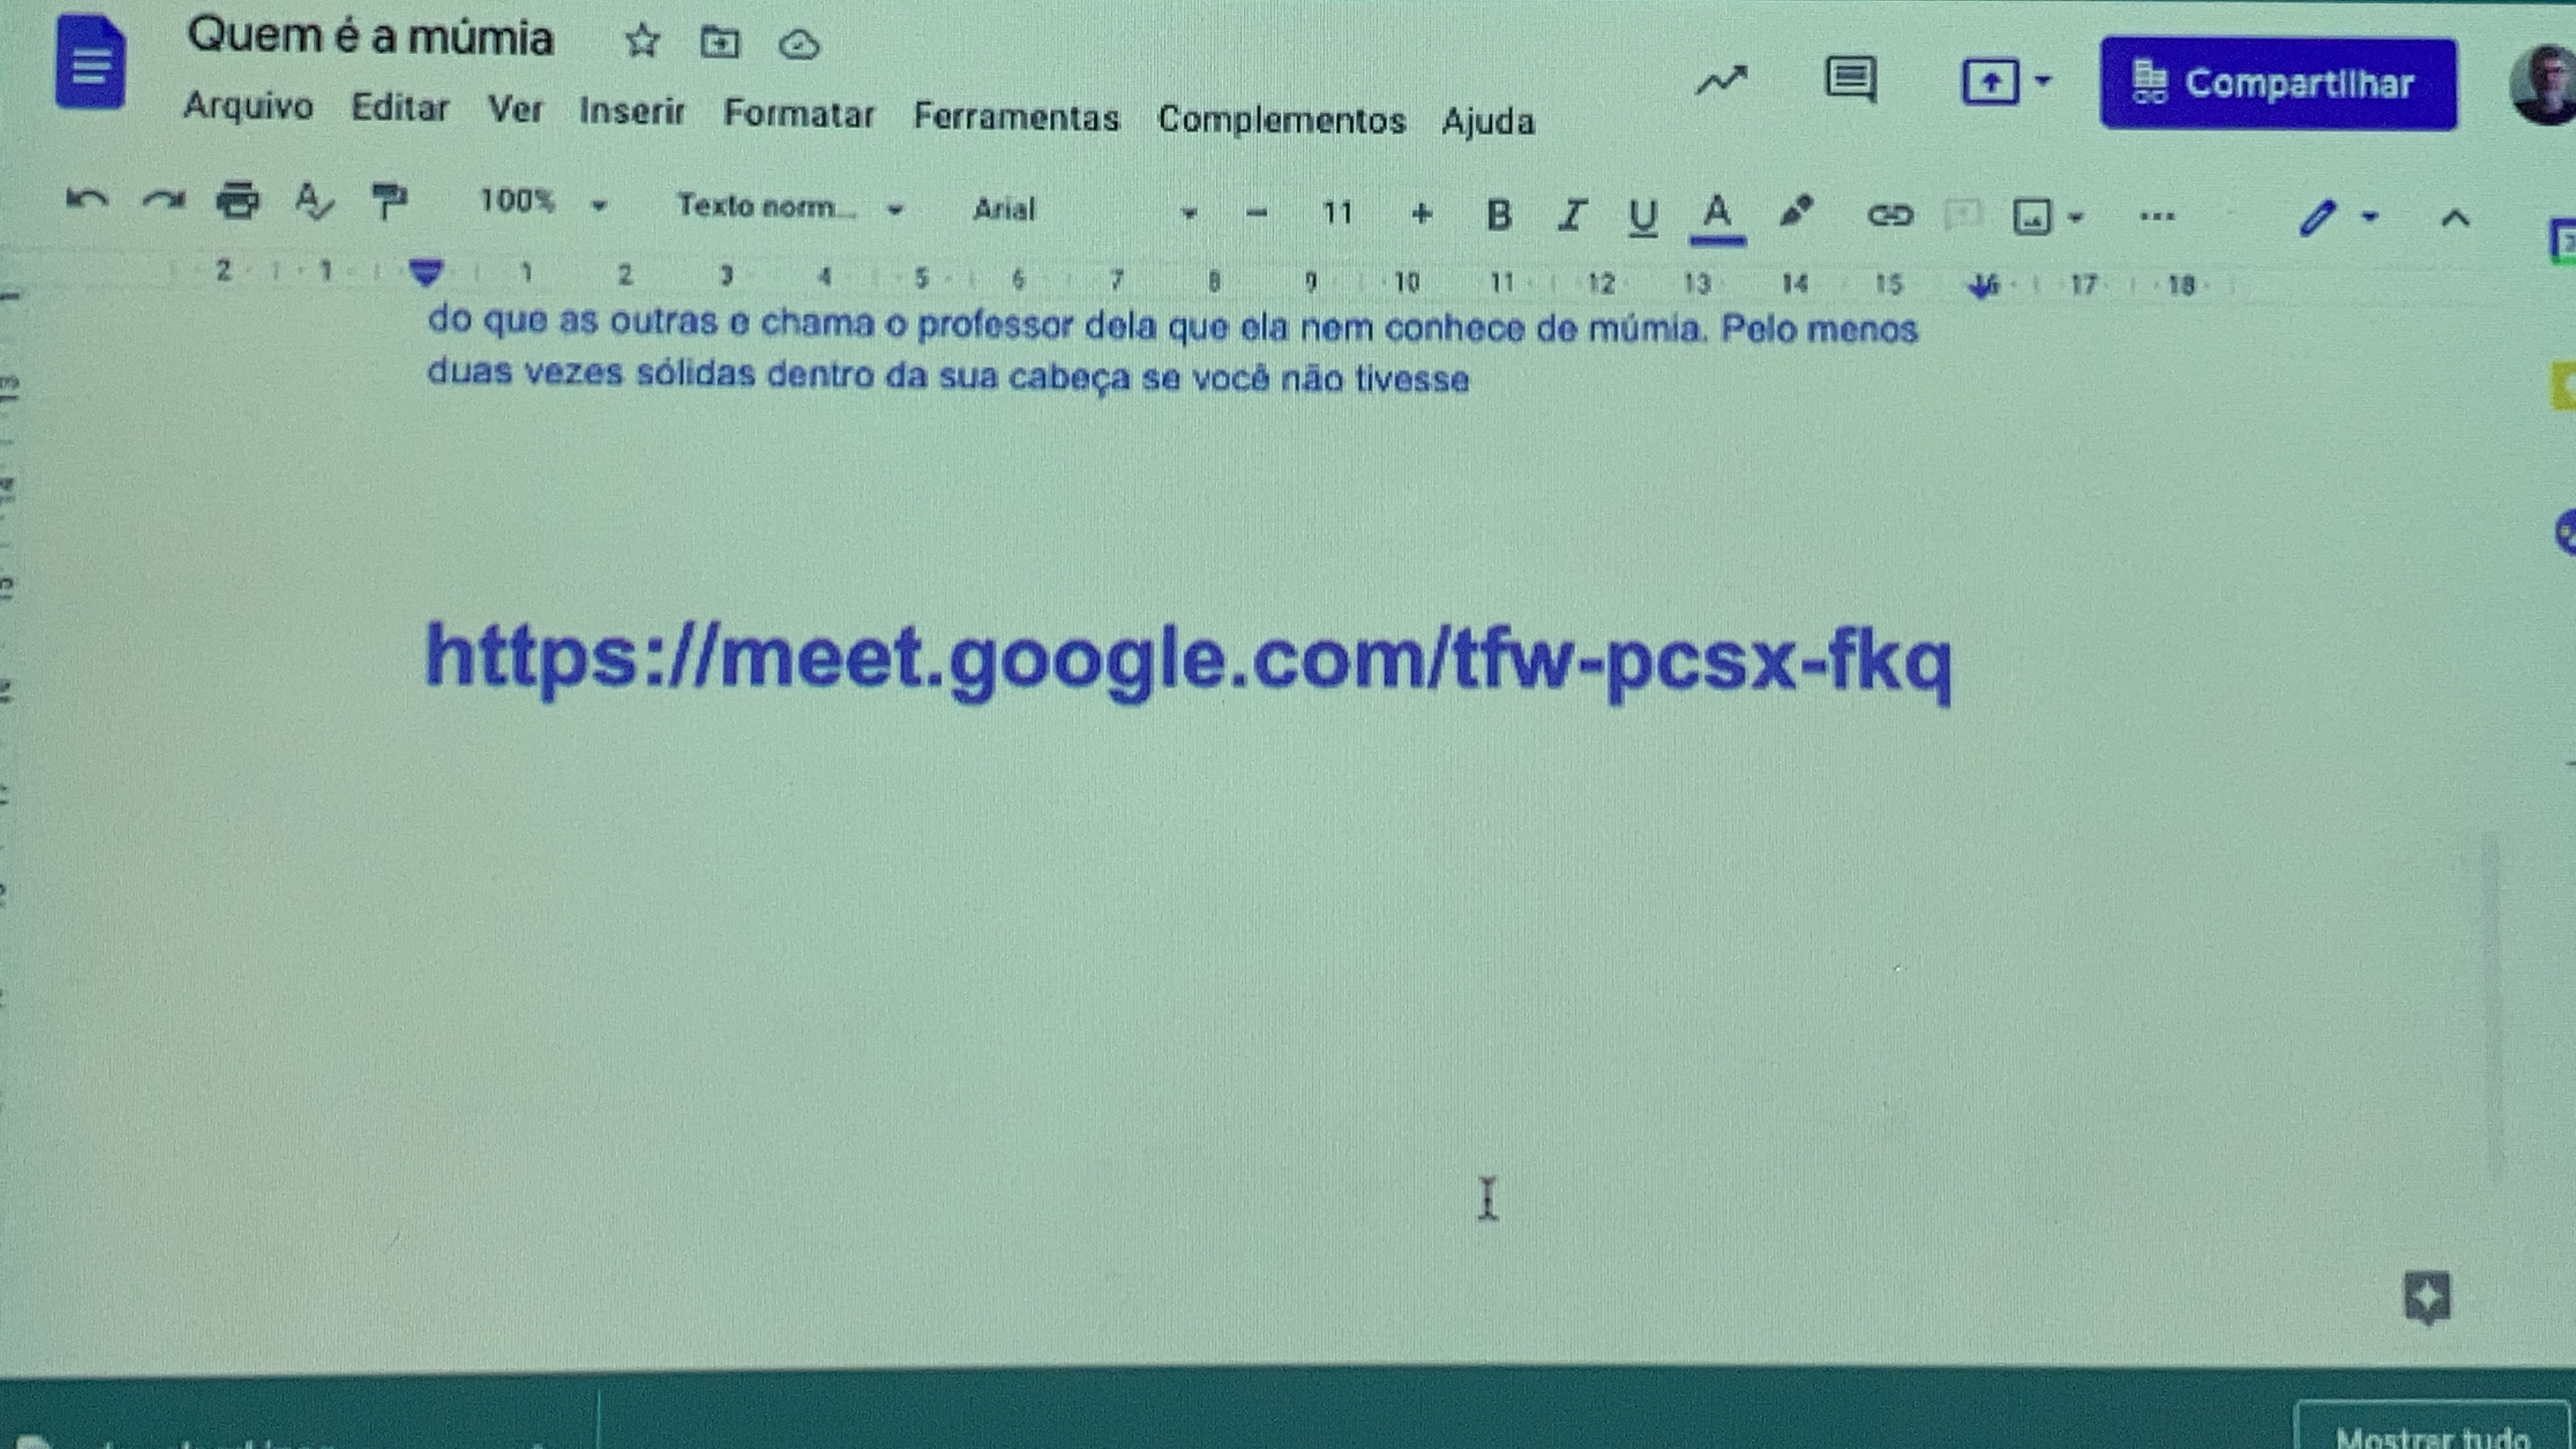 Quem é a múmia
Arquivo Editar Ver Inserir Formatar Ferramentas Complementos Ajuda
Compartilhar
100% Texto norm... Arial - 11 + B I U A ...
2 1 1 2 3 4 5 6 7 8 9 10 11 12 13 14 15 16 17 18
do que as outras e chama o professor dela que ela nem conhece de múmia. Pelo menos
duas vezes sólidas dentro da sua cabeça se você não tivesse
https://meet.google.com/tfw-pcsx-fkq
Mostrar tudo